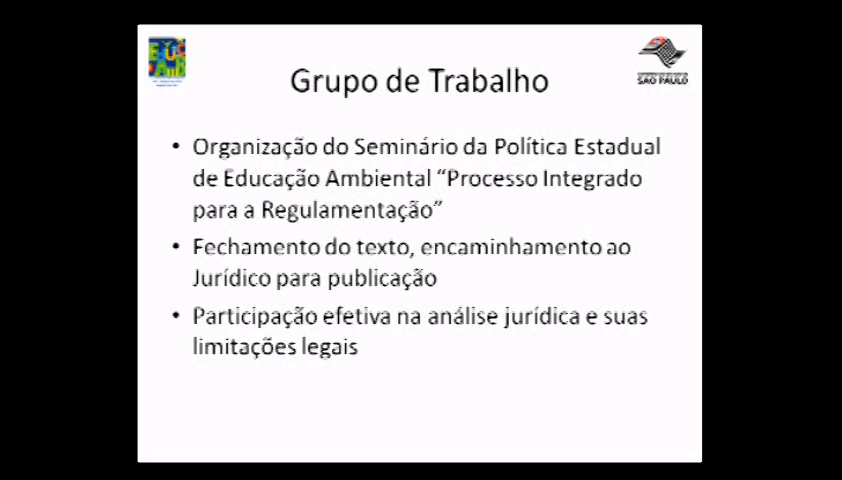 SÃO PAULO
Grupo de Trabalho
• Organização do Seminário da Política Estadual
de Educação Ambiental “Processo Integrado
para a Regulamentação”
• Fechamento do texto, encaminhamento ao
Jurídico para publicação
• Participação efetiva na análise jurídica e suas
limitações legais